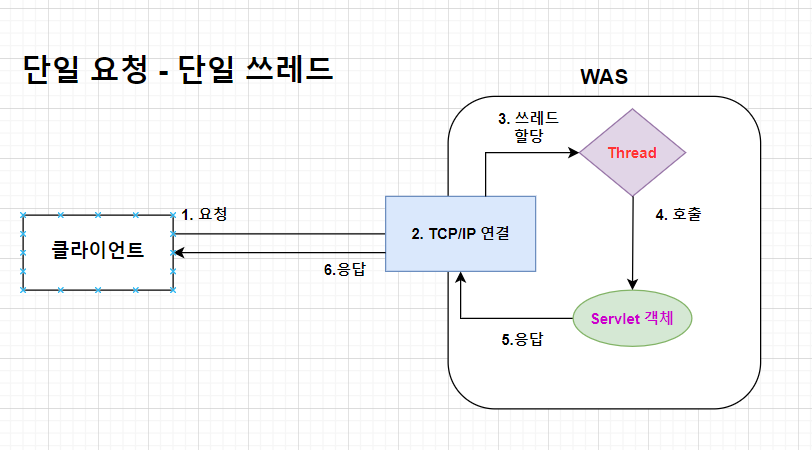 단일 요청 - 단일 쓰레드
WAS
3. 쓰레드
할당
Thread
1. 요청
4. 호출
2. TCP/IP 연결
클라이언트
6.응답
Servlet 객체
5.응답